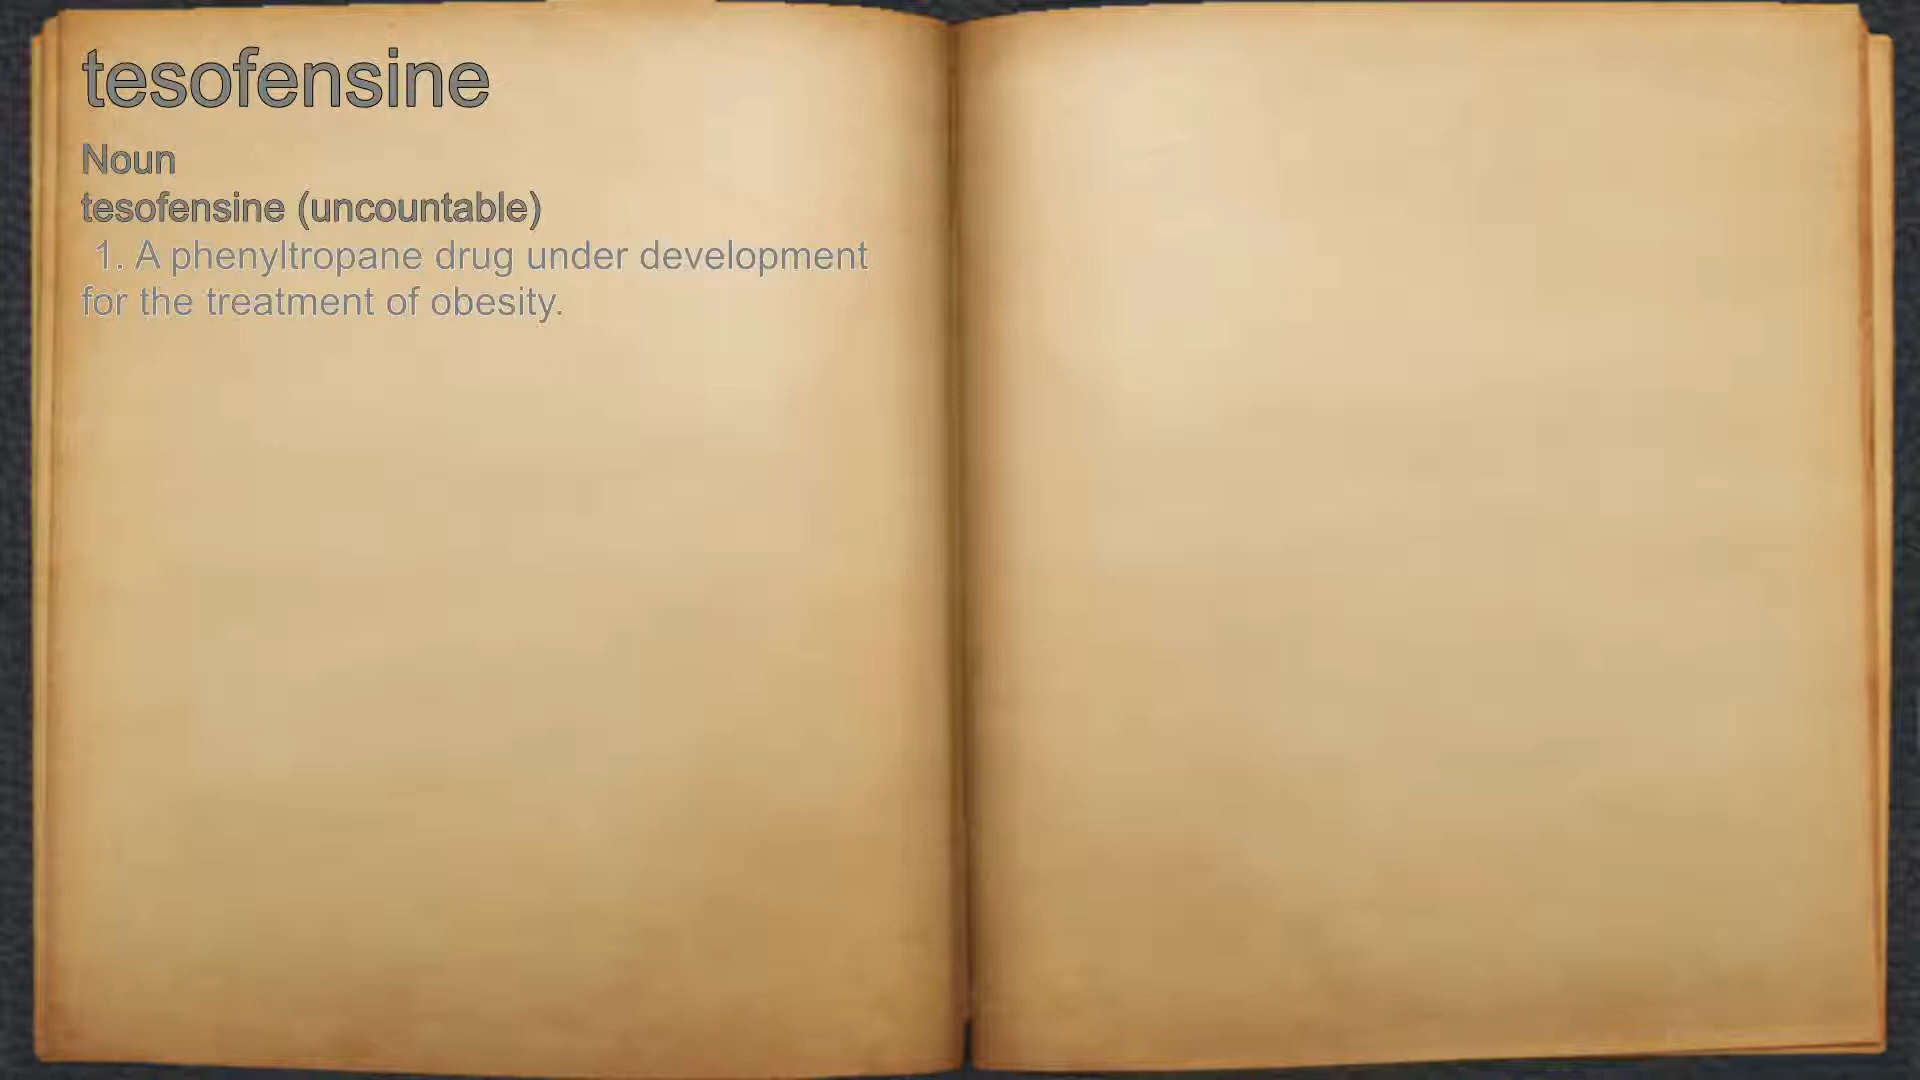 tesofensine
Noun
tesofensine (uncountable)
1. A phenyltropane drug under development
for the treatment of obesity.